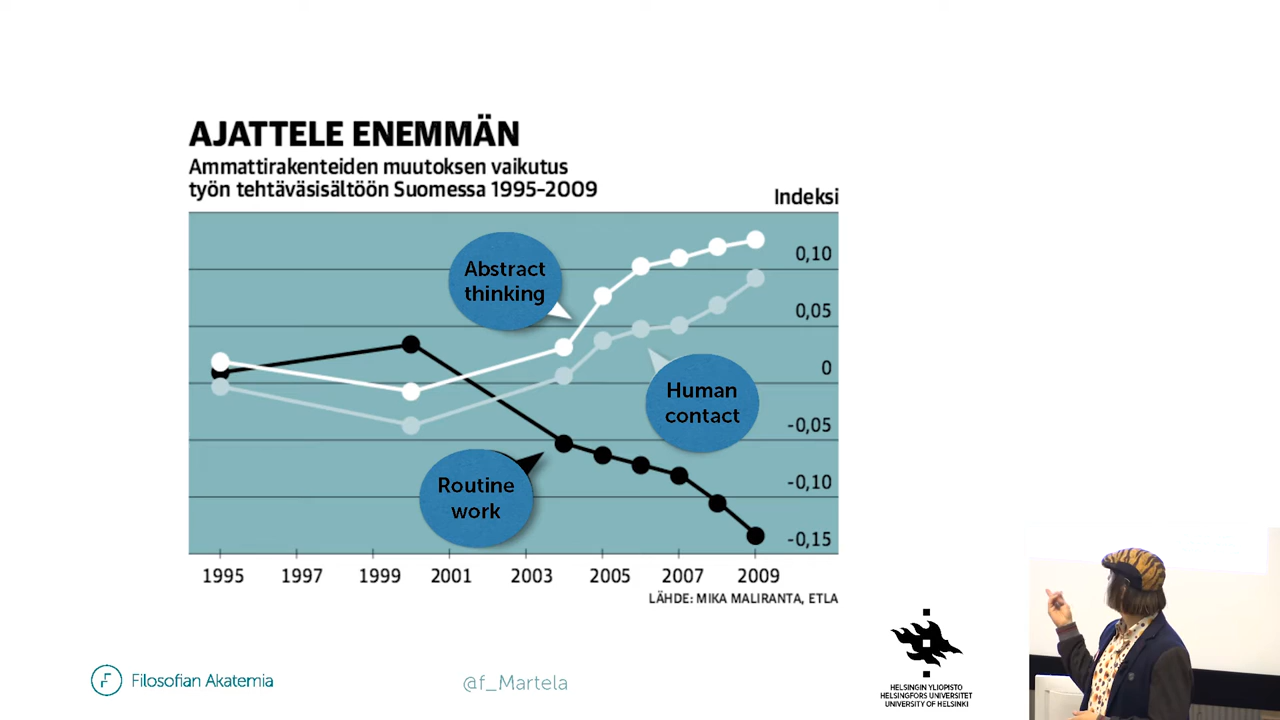 AJATTELE ENEMMÄN
Ammattirakenteiden muutoksen vaikutus
työn tehtäväsisältöön Suomessa 1995–2009
Indeksi
0,10
0,05
0
-0,05
-0,10
-0,15
Abstract
thinking
Human
contact
Routine
work
1995 1997 1999 2001 2003 2005 2007 2009
LÄHDE: MIKA MALIRANTA, ETLA
Filosofian Akatemia
@f_Martela
HELSINGIN YLIOPISTO
HELSINGFORS UNIVERSITET
UNIVERSITY OF HELSINKI